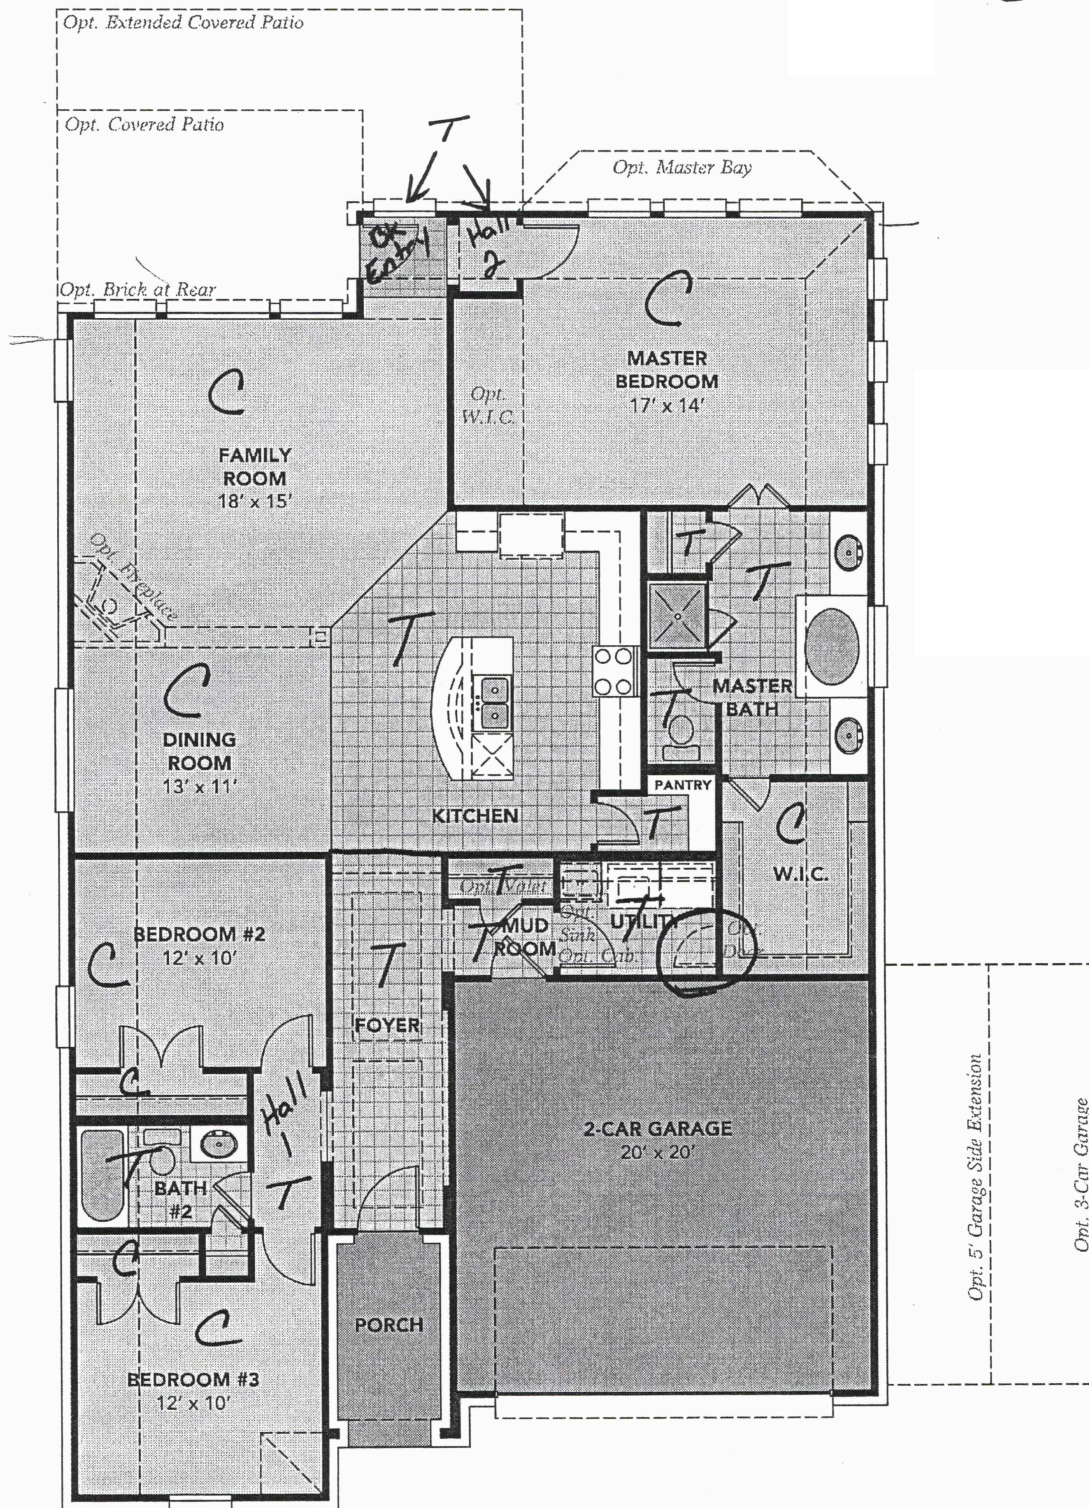 Opt. Extended Covered Patio
Opt. Covered Patio
T
Opt. Master Bay
BK
Entry
Hall
2
Opt. Brick at Rear
C
MASTER
BEDROOM
17' x 14'
Opt.
W.I.C.
C
FAMILY
ROOM
18' x 15'
Opt. Fireplace
T
T
T
T
MASTER
BATH
C
DINING
ROOM
13' x 11'
KITCHEN
PANTRY
T
C
W.I.C.
T
Opt. Valet
T
MUD
ROOM
T
UTILITY
Opt.
Sink
Opt. Cab.
Opt.
Door
BEDROOM #2
12' x 10'
C
T
FOYER
C
Hall
1
T
T
BATH
#2
2-CAR GARAGE
20' x 20'
Opt. 5' Garage Side Extension
Opt. 3-Car Garage
C
C
BEDROOM #3
12' x 10'
PORCH